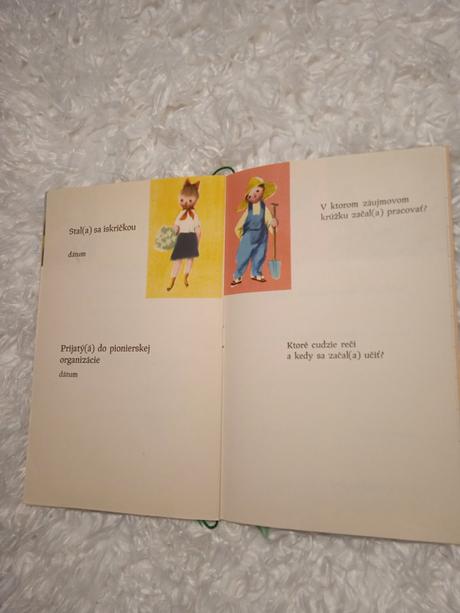 Stal(a) sa iskričkou
dátum
Prijatý(á) do pionierskej
organizácie
dátum
V ktorom záujmovom
krúžku začal(a) pracovať?
Ktoré cudzie reči
a kedy sa začal(a) učiť?